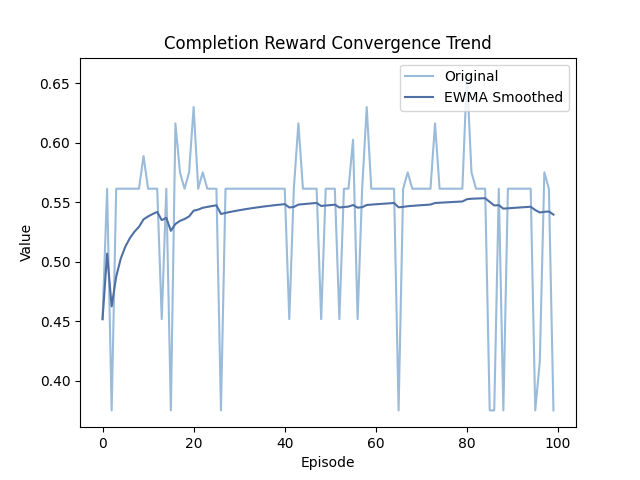 Completion Reward Convergence Trend
Original
EWMA Smoothed
Value
0.65
0.60
0.55
0.50
0.45
0.40
0 20 40 60 80 100
Episode